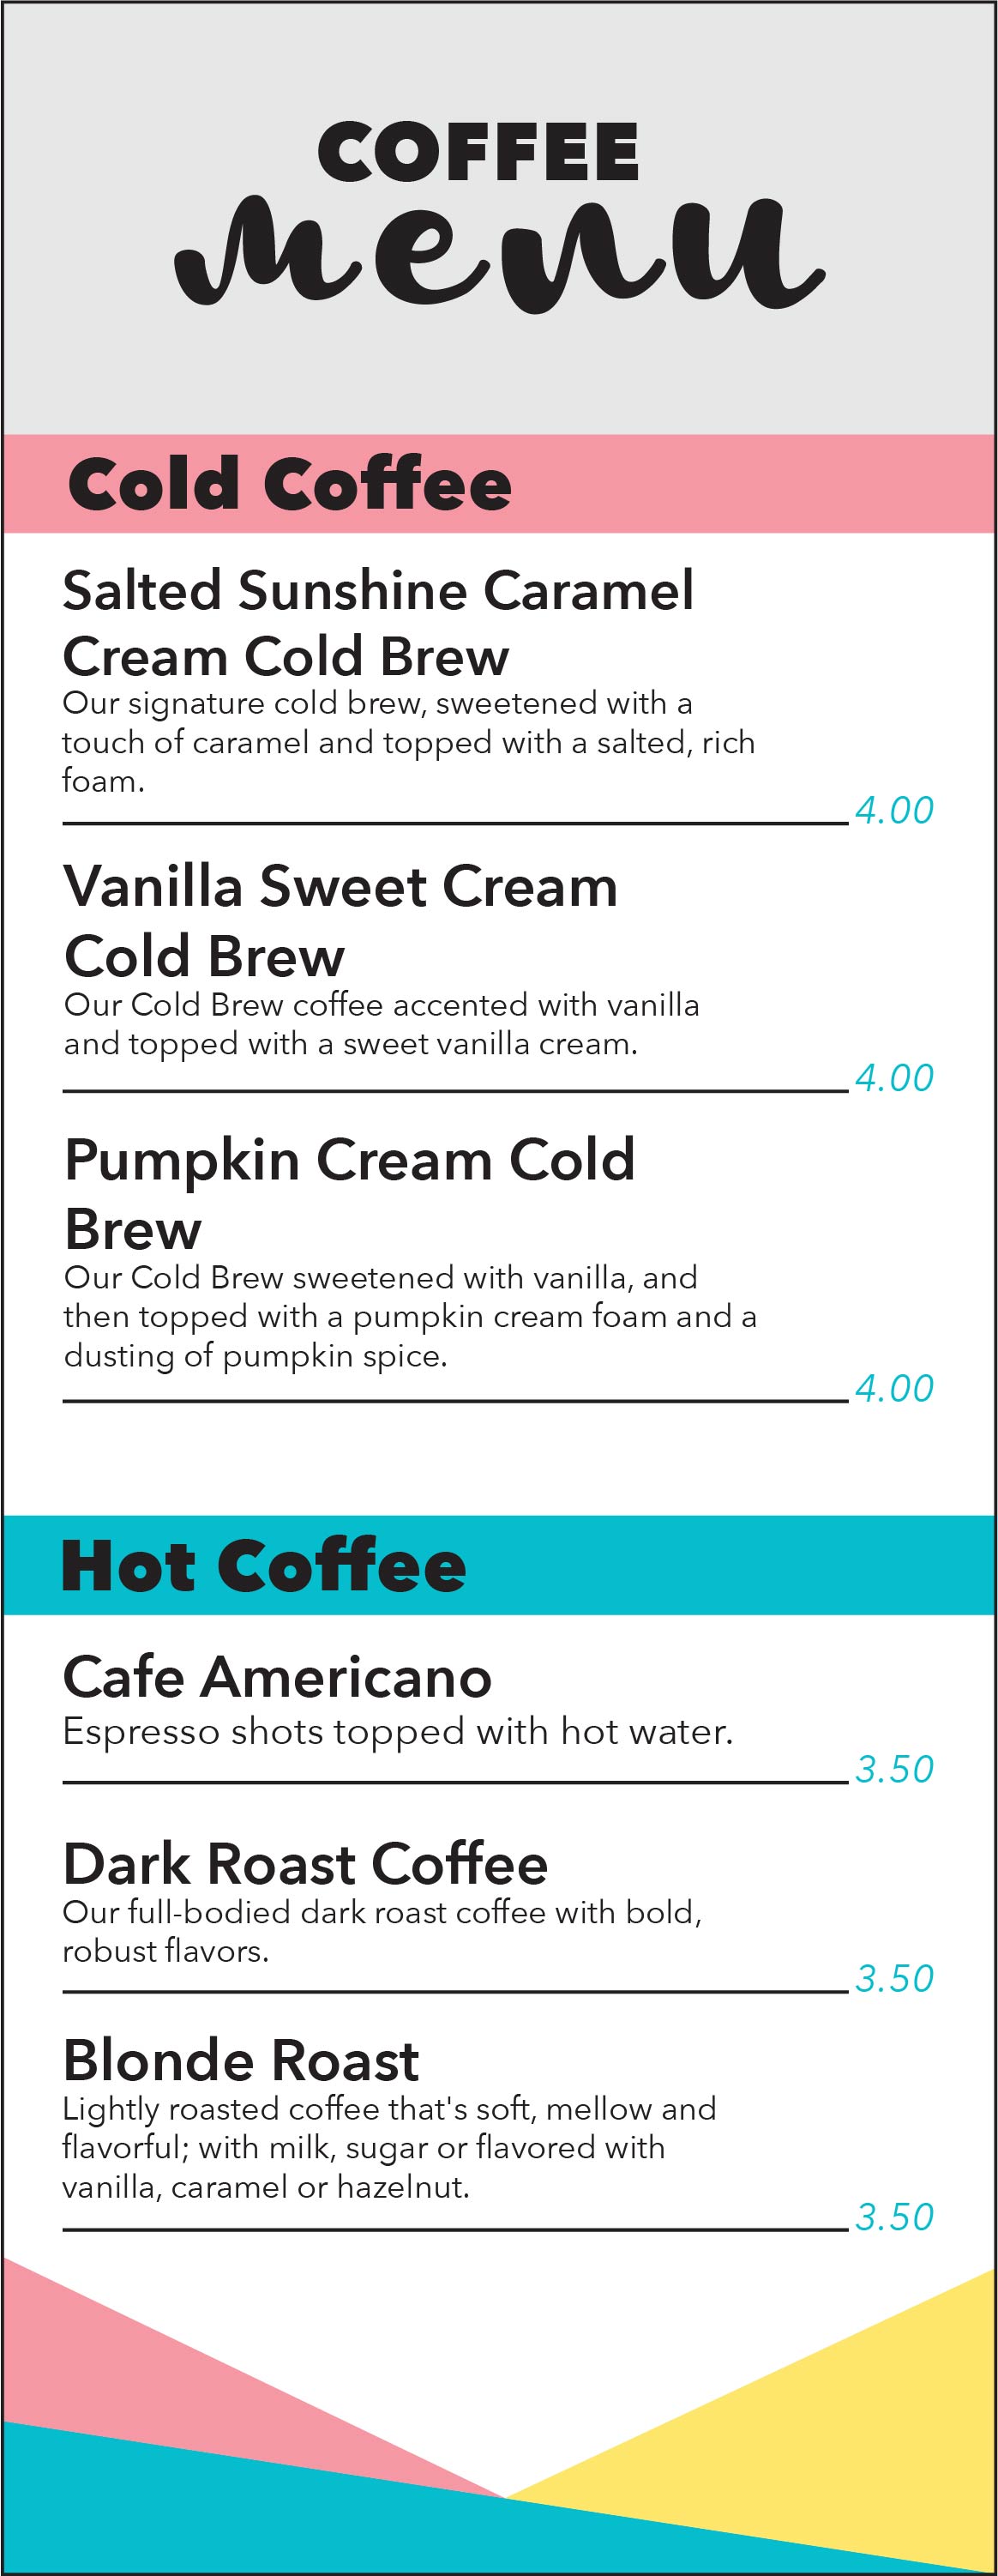 COFFEE
menu
Cold Coffee
Salted Sunshine Caramel
Cream Cold Brew
Our signature cold brew, sweetened with a
touch of caramel and topped with a salted, rich
foam.
4.00
Vanilla Sweet Cream
Cold Brew
Our Cold Brew coffee accented with vanilla
and topped with a sweet vanilla cream.
4.00
Pumpkin Cream Cold
Brew
Our Cold Brew sweetened with vanilla, and
then topped with a pumpkin cream foam and a
dusting of pumpkin spice.
4.00
Hot Coffee
Cafe Americano
Espresso shots topped with hot water.
3.50
Dark Roast Coffee
Our full-bodied dark roast coffee with bold,
robust flavors.
3.50
Blonde Roast
Lightly roasted coffee that's soft, mellow and
flavorful; with milk, sugar or flavored with
vanilla, caramel or hazelnut.
3.50